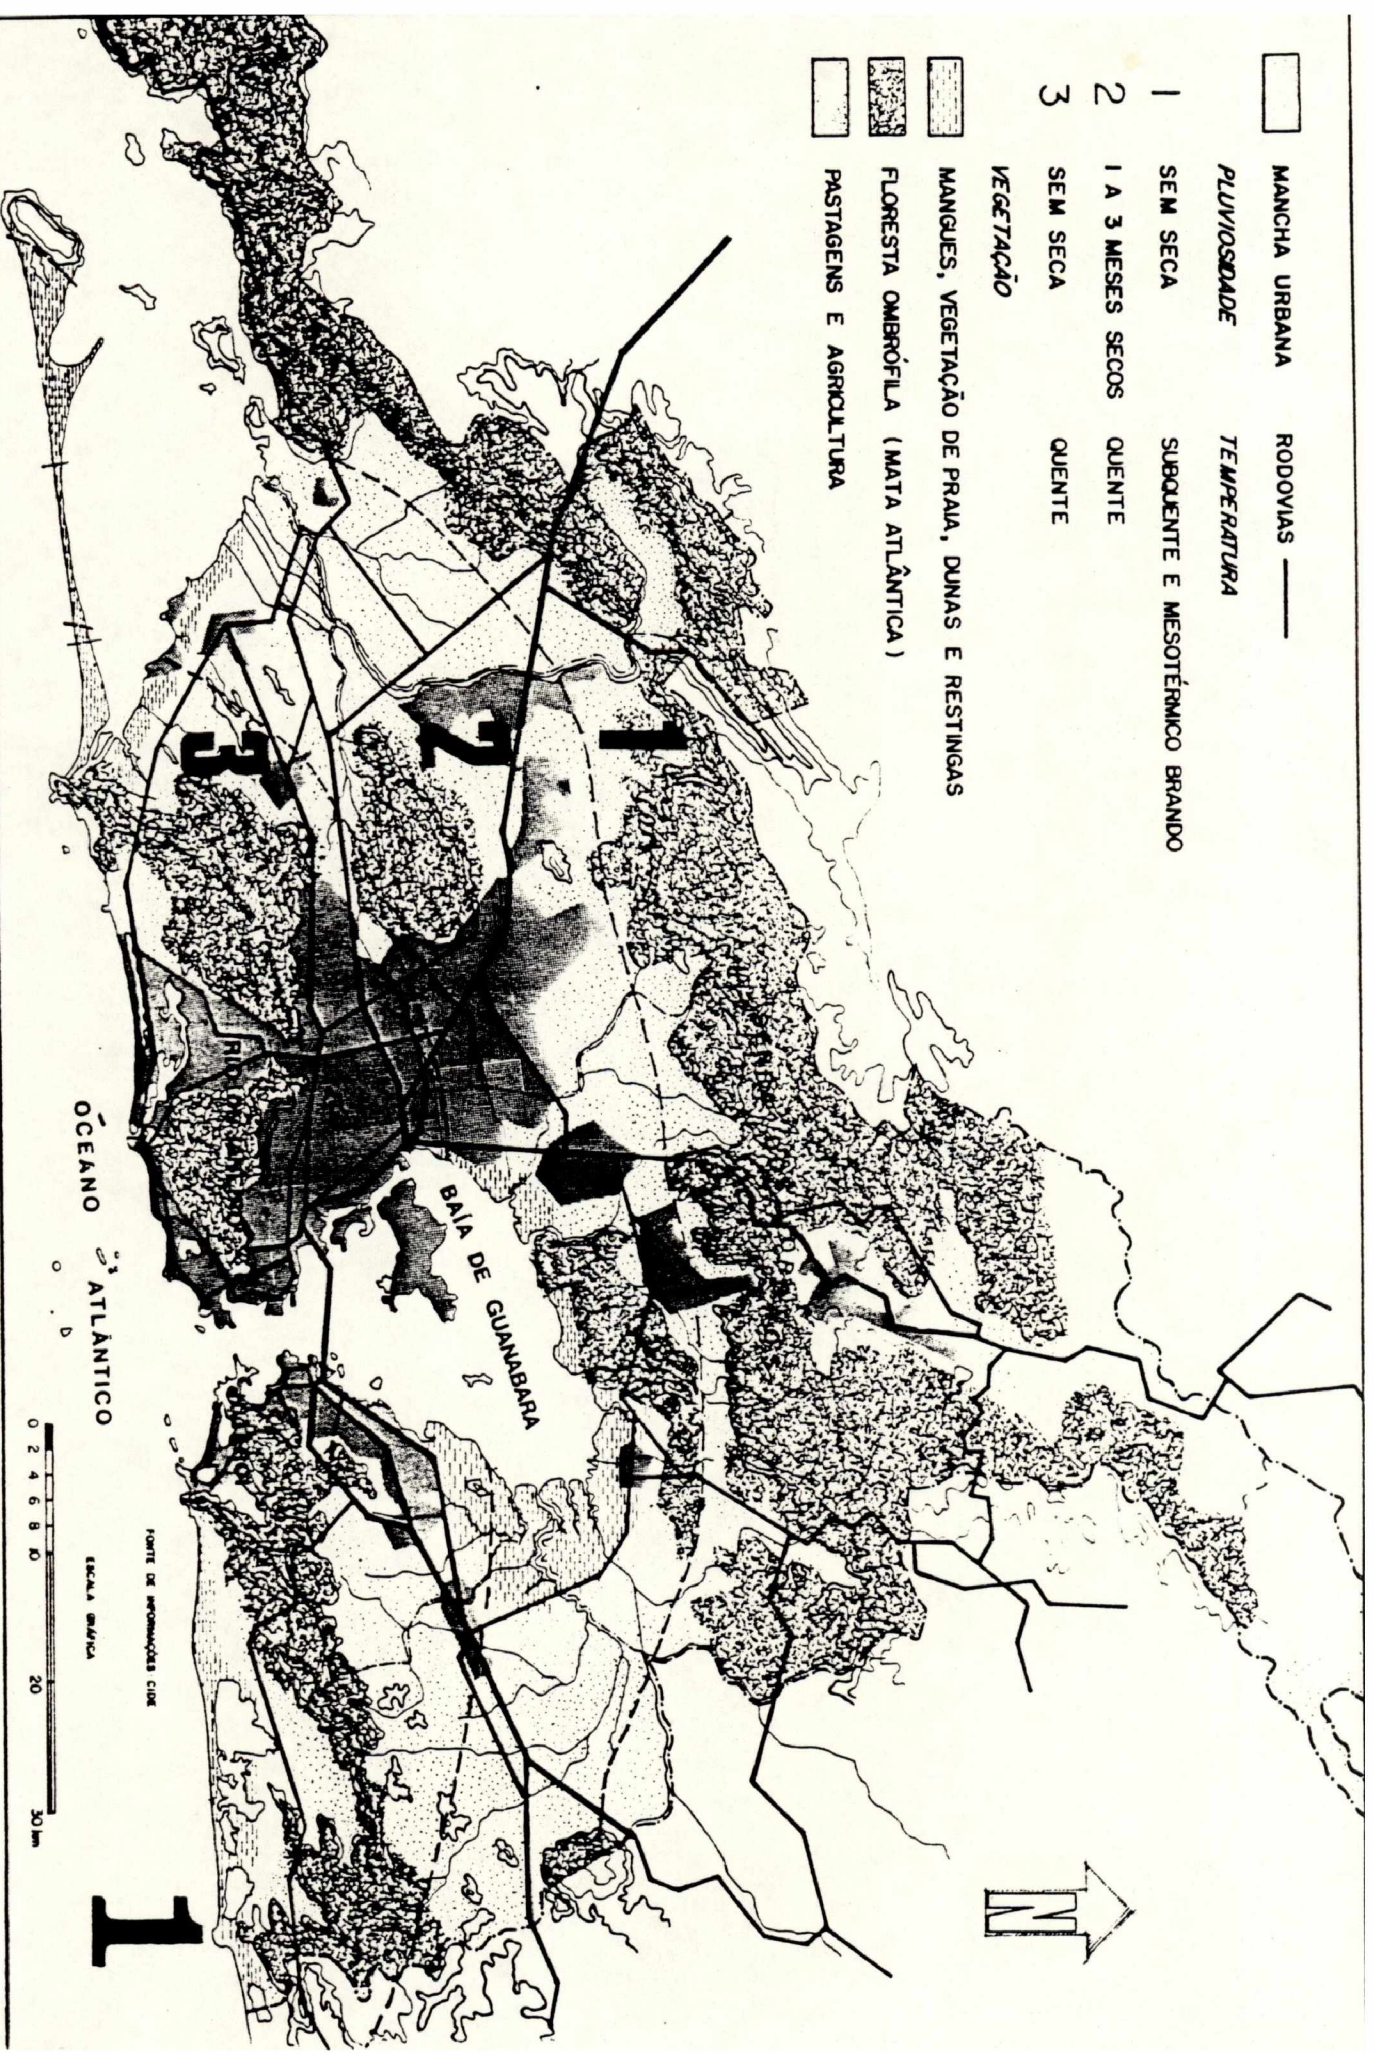 MANCHA URBANA RODOVIAS
PLUVIOSIDADE TEMPERATURA
1 SEM SECA SUBQUENTE E MESOTÉRMICO BRANDO
2 1 A 3 MESES SECOS QUENTE
3 SEM SECA QUENTE
VEGETAÇÃO
MANGUES, VEGETAÇÃO DE PRAIA, DUNAS E RESTINGAS
FLORESTA OMBRÓFILA (MATA ATLÂNTICA)
PASTAGENS E AGRICULTURA
N
1
2
3
BAÍA DE GUANABARA
OCEANO ATLÂNTICO
FONTE DE INFORMAÇÕES CIDE
ESCALA GRÁFICA
0 2 4 6 8 10 20 30 km
1